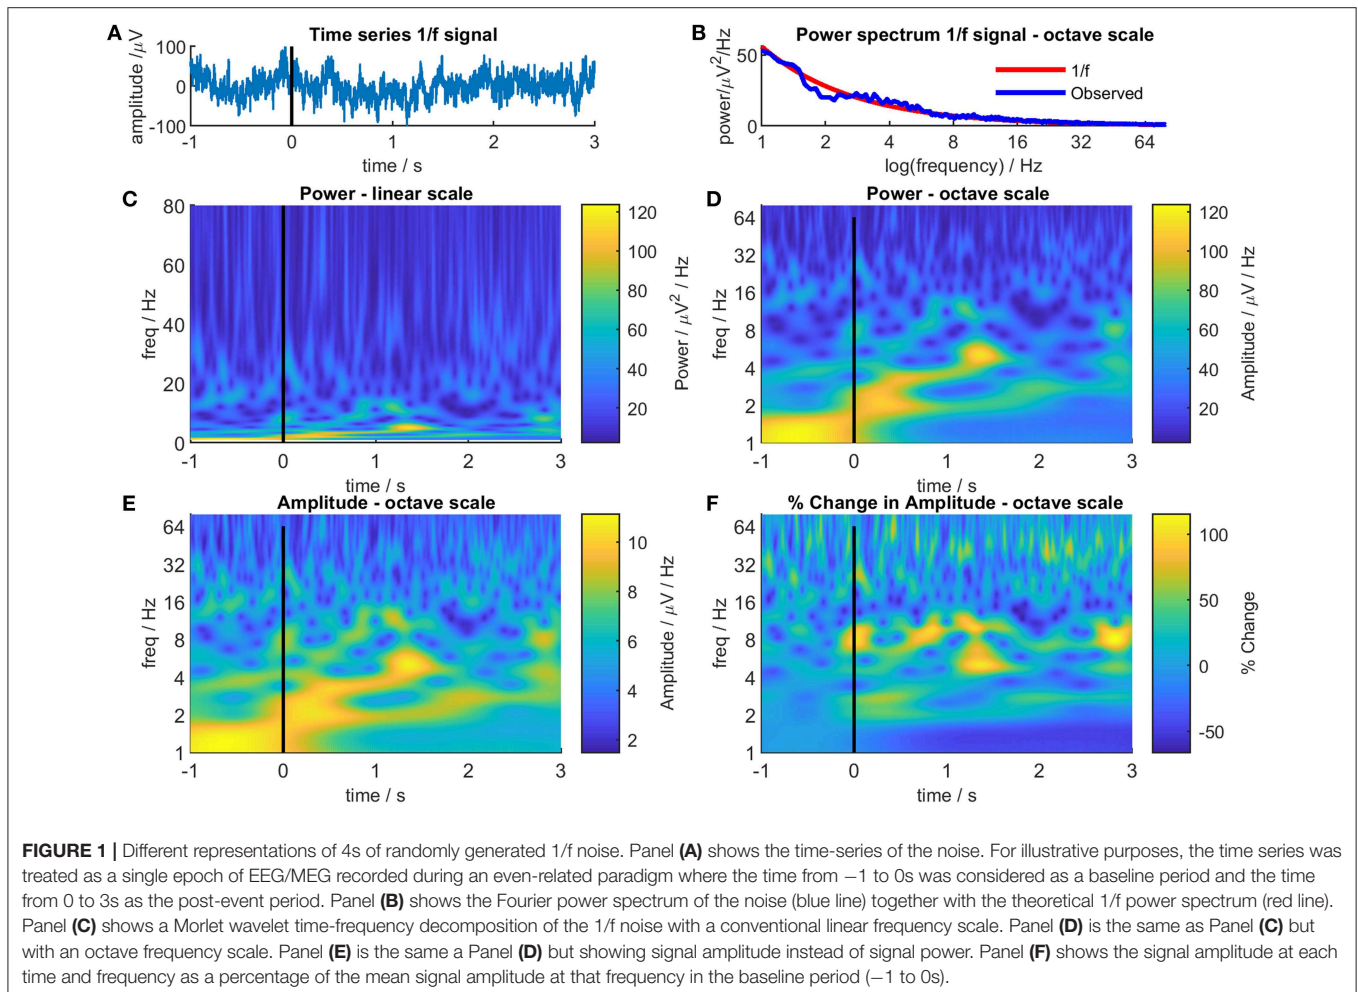 A
Time series 1/f signal
amplitude /μV
100
0
-100
-1
0
1
2
3
time / s
B
Power spectrum 1/f signal - octave scale
power/μV²/Hz
50
0
1/f
Observed
1
2
4
8
16
32
64
log(frequency) / Hz
C
Power - linear scale
freq / Hz
80
60
40
20
0
-1
0
1
2
3
time / s
120
100
80
60
40
20
Power / μV² / Hz
D
Power - octave scale
freq / Hz
64
32
16
8
4
2
1
-1
0
1
2
3
time / s
120
100
80
60
40
20
Amplitude / μV / Hz
E
Amplitude - octave scale
freq / Hz
64
32
16
8
4
2
1
-1
0
1
2
3
time / s
10
8
6
4
2
Amplitude / μV / Hz
F
% Change in Amplitude - octave scale
freq / Hz
64
32
16
8
4
2
1
-1
0
1
2
3
time / s
100
50
0
-50
% Change
FIGURE 1 | Different representations of 4s of randomly generated 1/f noise. Panel (A) shows the time-series of the noise. For illustrative purposes, the time series was
treated as a single epoch of EEG/MEG recorded during an even-related paradigm where the time from −1 to 0s was considered as a baseline period and the time
from 0 to 3s as the post-event period. Panel (B) shows the Fourier power spectrum of the noise (blue line) together with the theoretical 1/f power spectrum (red line).
Panel (C) shows a Morlet wavelet time-frequency decomposition of the 1/f noise with a conventional linear frequency scale. Panel (D) is the same as Panel (C) but
with an octave frequency scale. Panel (E) is the same a Panel (D) but showing signal amplitude instead of signal power. Panel (F) shows the signal amplitude at each
time and frequency as a percentage of the mean signal amplitude at that frequency in the baseline period (−1 to 0s).